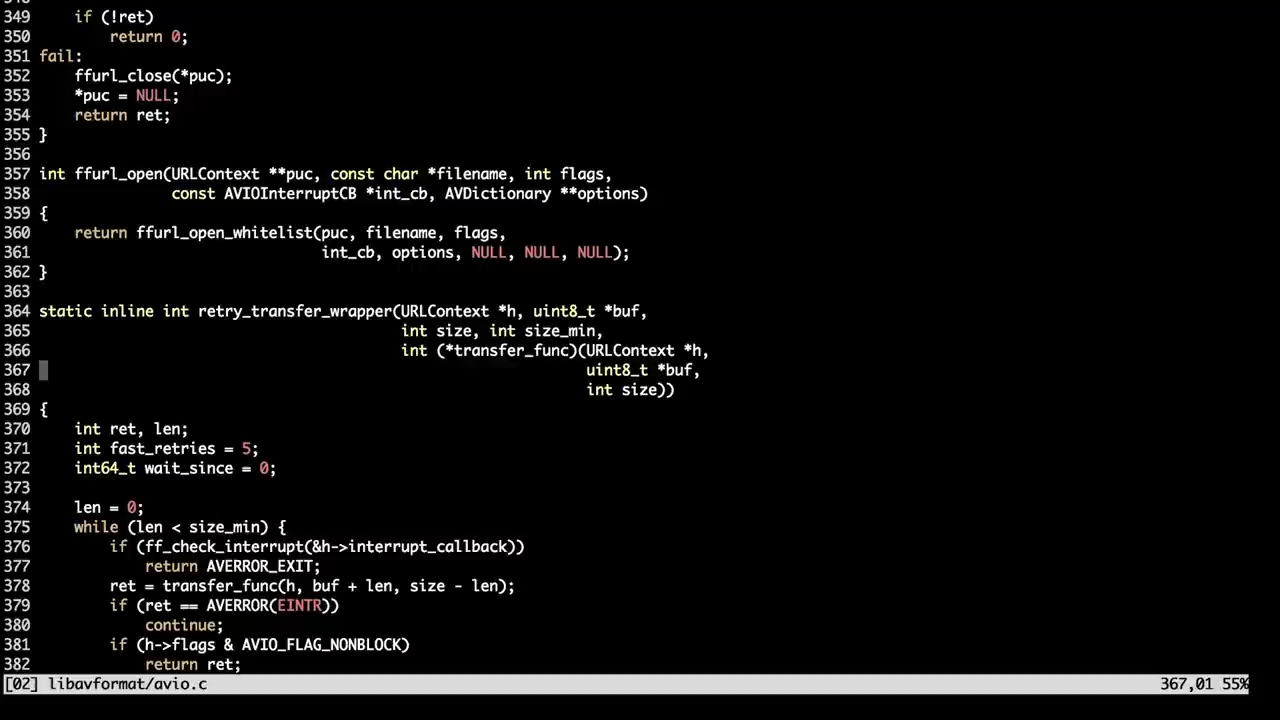 349     if (!ret)
350         return 0;
351 fail:
352     ffurl_close(*puc);
353     *puc = NULL;
354     return ret;
355 }
356
357 int ffurl_open(URLContext **puc, const char *filename, int flags,
358                const AVIOInterruptCB *int_cb, AVDictionary **options)
359 {
360     return ffurl_open_whitelist(puc, filename, flags,
361                                 int_cb, options, NULL, NULL, NULL);
362 }
363
364 static inline int retry_transfer_wrapper(URLContext *h, uint8_t *buf,
365                                          int size, int size_min,
366                                          int (*transfer_func)(URLContext *h,
367                                                               uint8_t *buf,
368                                                               int size))
369 {
370     int ret, len;
371     int fast_retries = 5;
372     int64_t wait_since = 0;
373
374     len = 0;
375     while (len < size_min) {
376         if (ff_check_interrupt(&h->interrupt_callback))
377             return AVERROR_EXIT;
378         ret = transfer_func(h, buf + len, size - len);
379         if (ret == AVERROR(EINTR))
380             continue;
381         if (h->flags & AVIO_FLAG_NONBLOCK)
382             return ret;
[02] libavformat/avio.c 367,01 55%